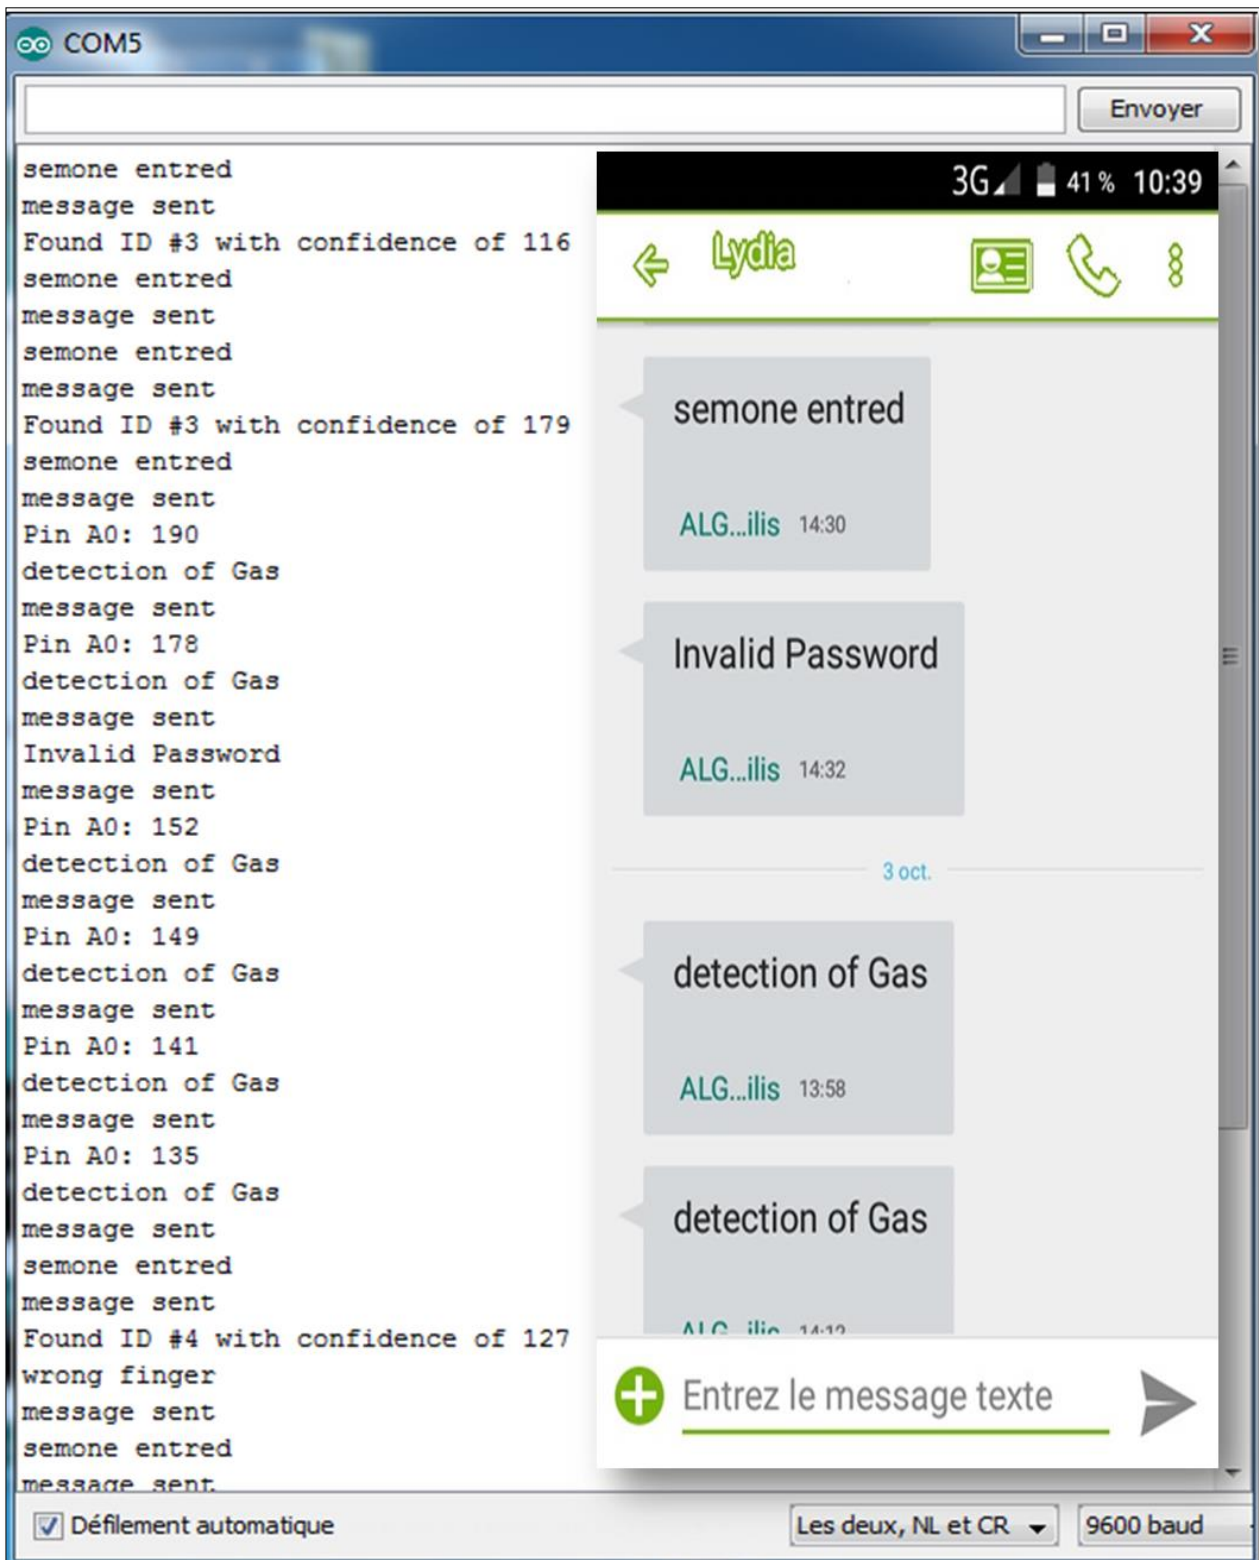 COM5
Envoyer
semone entred
message sent
Found ID #3 with confidence of 116
semone entred
message sent
semone entred
message sent
Found ID #3 with confidence of 179
semone entred
message sent
Pin A0: 190
detection of Gas
message sent
Pin A0: 178
detection of Gas
message sent
Invalid Password
message sent
Pin A0: 152
detection of Gas
message sent
Pin A0: 149
detection of Gas
message sent
Pin A0: 141
detection of Gas
message sent
Pin A0: 135
detection of Gas
message sent
semone entred
message sent
Found ID #4 with confidence of 127
wrong finger
message sent
semone entred
message sent
3G 41 % 10:39
Lydia
semone entred
ALG...ilis 14:30
Invalid Password
ALG...ilis 14:32
3 oct.
detection of Gas
ALG...ilis 13:58
detection of Gas
ALG...ilis 14:12
Entrez le message texte
Défilement automatique
Les deux, NL et CR
9600 baud